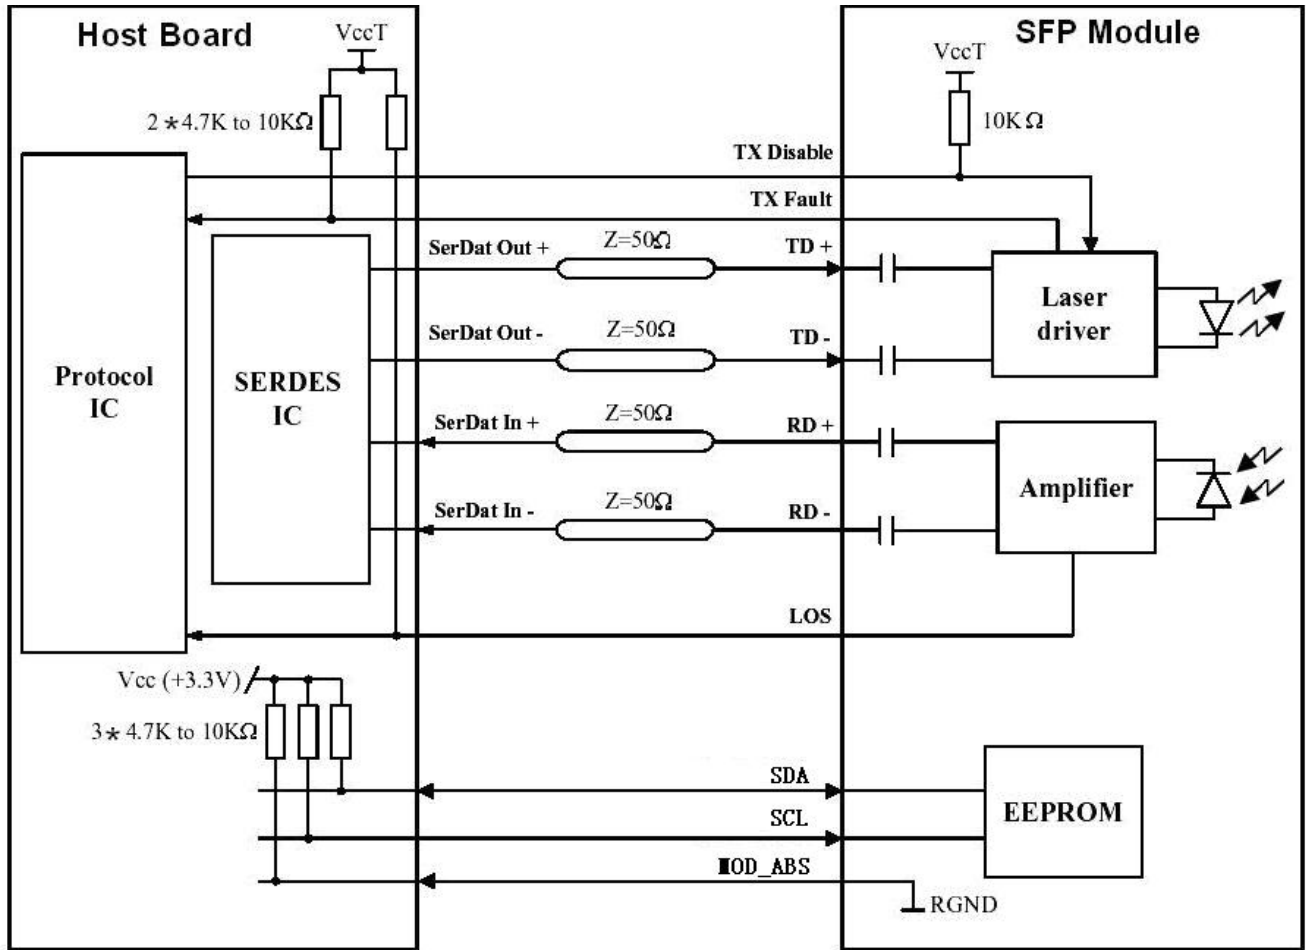 Host Board
SFP Module
VccT
VccT
2*4.7K to 10KΩ
10KΩ
TX Disable
TX Fault
SerDat Out +
Z=50Ω
TD +
Laser
driver
SerDat Out -
Z=50Ω
TD -
Protocol
IC
SERDES
IC
SerDat In +
Z=50Ω
RD +
Amplifier
SerDat In -
Z=50Ω
RD -
LOS
Vcc (+3.3V)
3*4.7K to 10KΩ
SDA
SCL
EEPROM
MOD_ABS
RGND